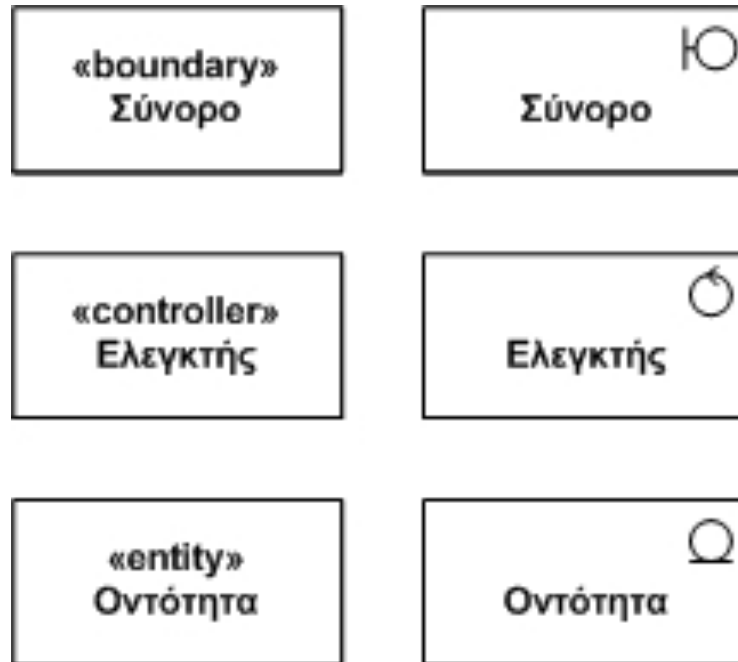 «boundary»
Σύνορο
Σύνορο
«controller»
Ελεγκτής
Ελεγκτής
«entity»
Οντότητα
Οντότητα